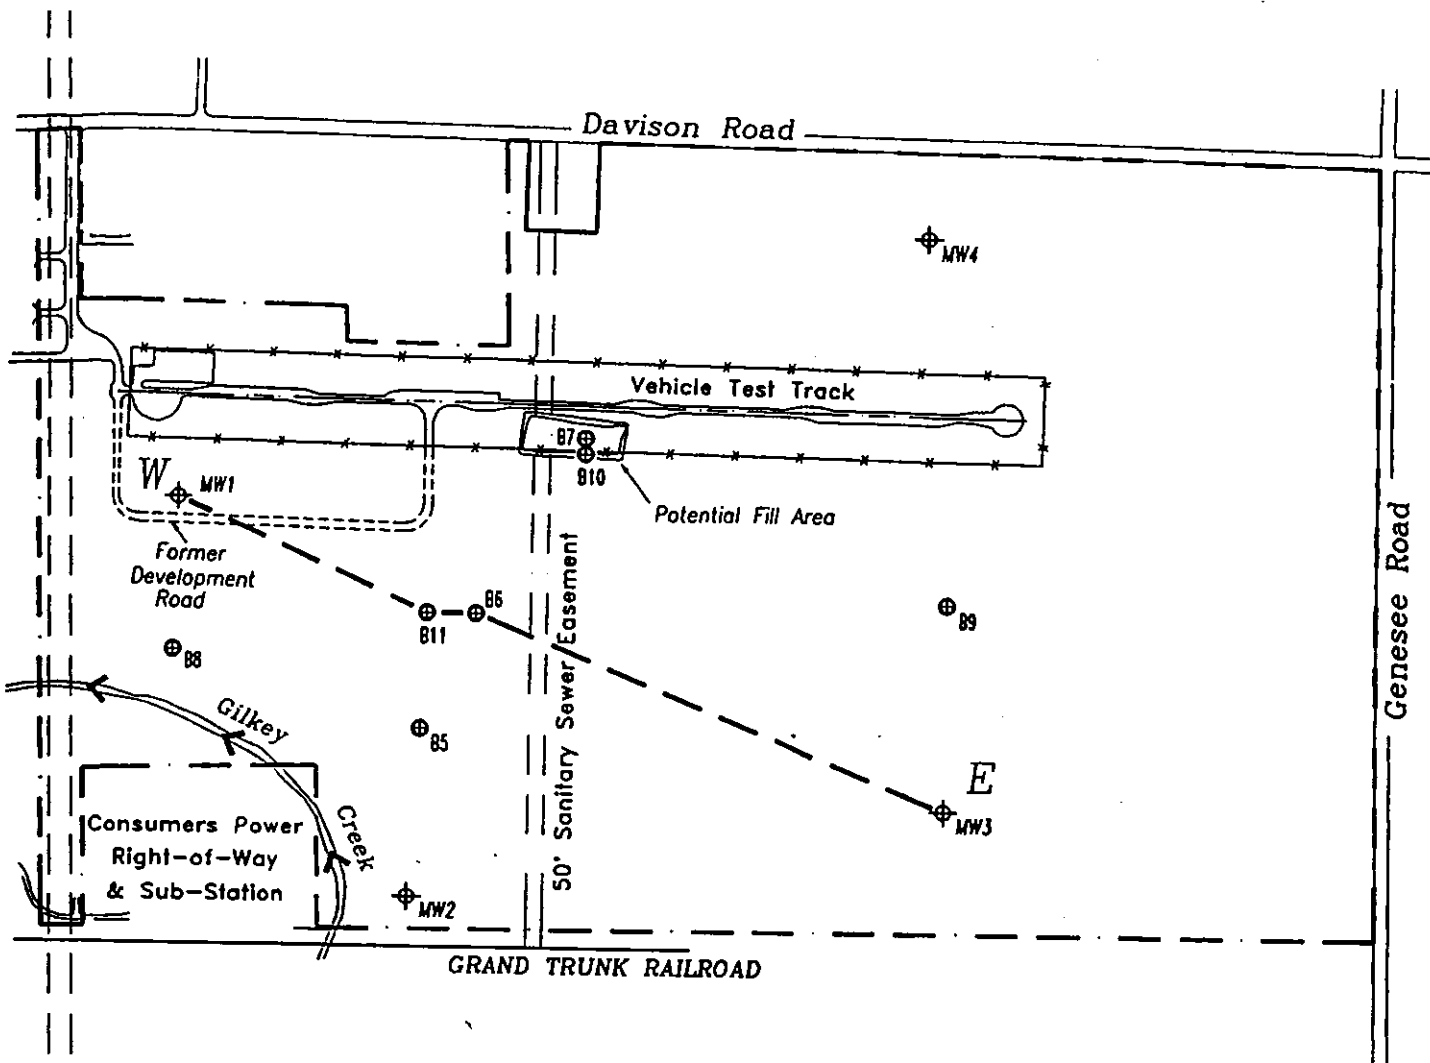 Davison Road
MW4
Vehicle Test Track
B7
B10
W
MW1
Potential Fill Area
Former
Development
Road
B6
B11
B9
B8
50' Sanitary Sewer Easement
Genesee Road
Gilkey
B5
E
Creek
MW3
Consumers Power
Right-of-Way
& Sub-Station
MW2
GRAND TRUNK RAILROAD